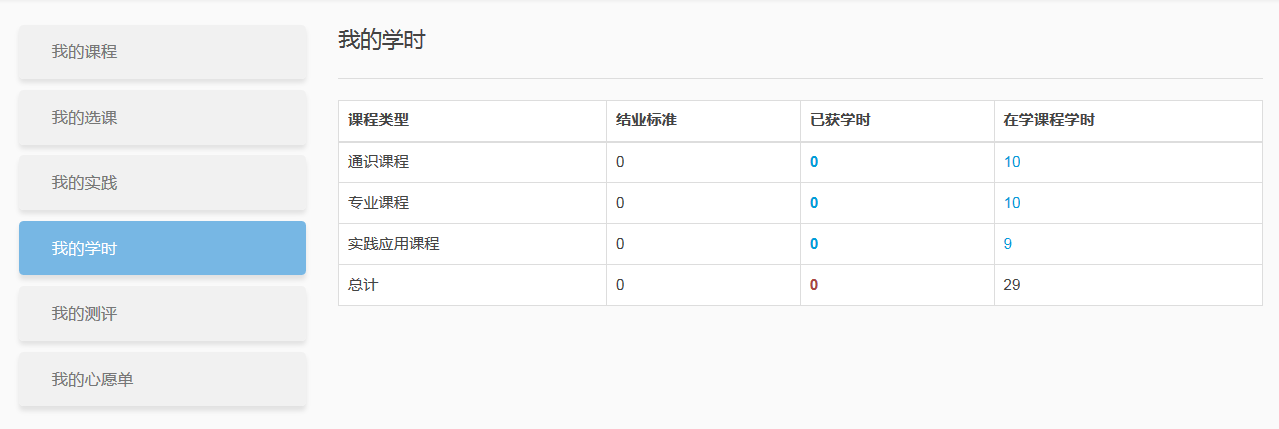 我的课程
我的选课
我的实践
我的学时
我的测评
我的心愿单
我的学时
课程类型 结业标准 已获学时 在学课程学时
通识课程 0 0 10
专业课程 0 0 10
实践应用课程 0 0 9
总计 0 0 29